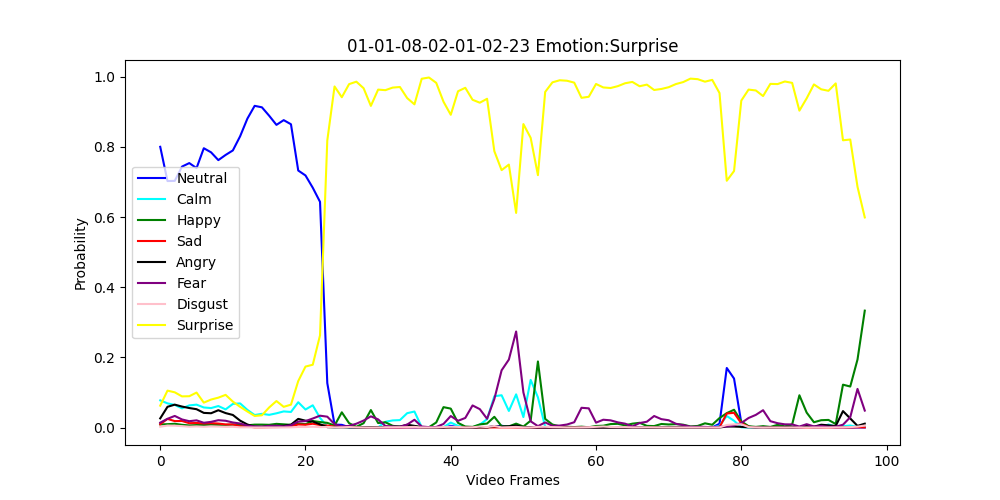 01-01-08-02-01-02-23 Emotion:Surprise
Probability
1.0
0.8
0.6
0.4
0.2
0.0
Neutral
Calm
Happy
Sad
Angry
Fear
Disgust
Surprise
0 20 40 60 80 100
Video Frames